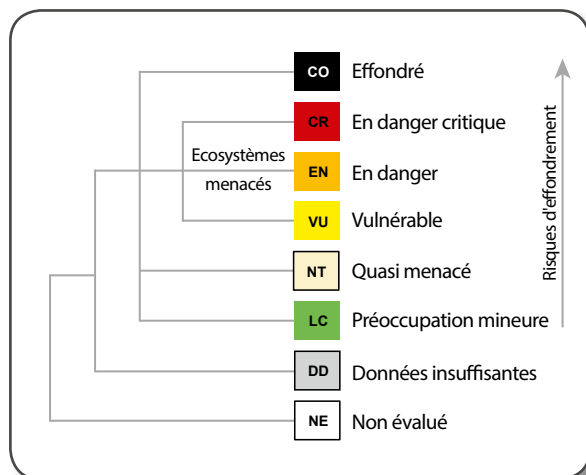 CO Effondré
CR En danger critique
Ecosystèmes
menacés
EN En danger
VU Vulnérable
NT Quasi menacé
LC Préoccupation mineure
DD Données insuffisantes
NE Non évalué
Risques d'effondrement